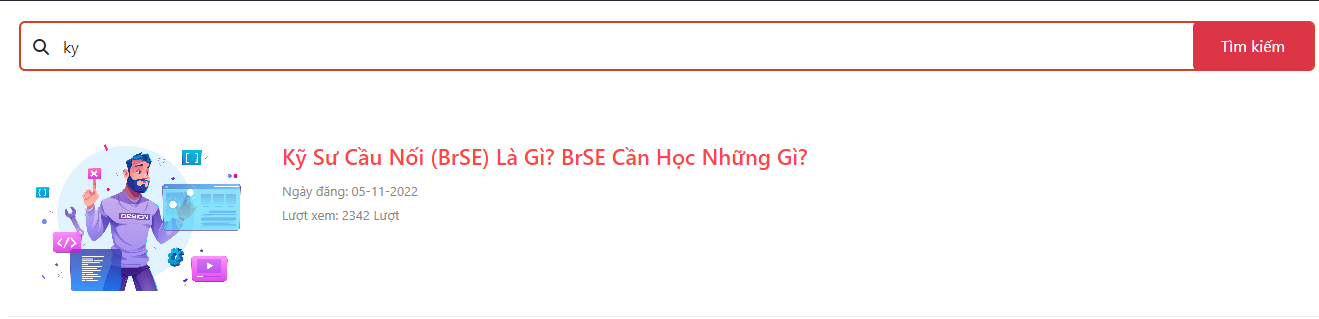 ky
Tìm kiếm
Kỹ Sư Cầu Nối (BrSE) Là Gì? BrSE Cần Học Những Gì?
Ngày đăng: 05-11-2022
Lượt xem: 2342 Lượt
[ ]
[ ]
DESIGN
</>